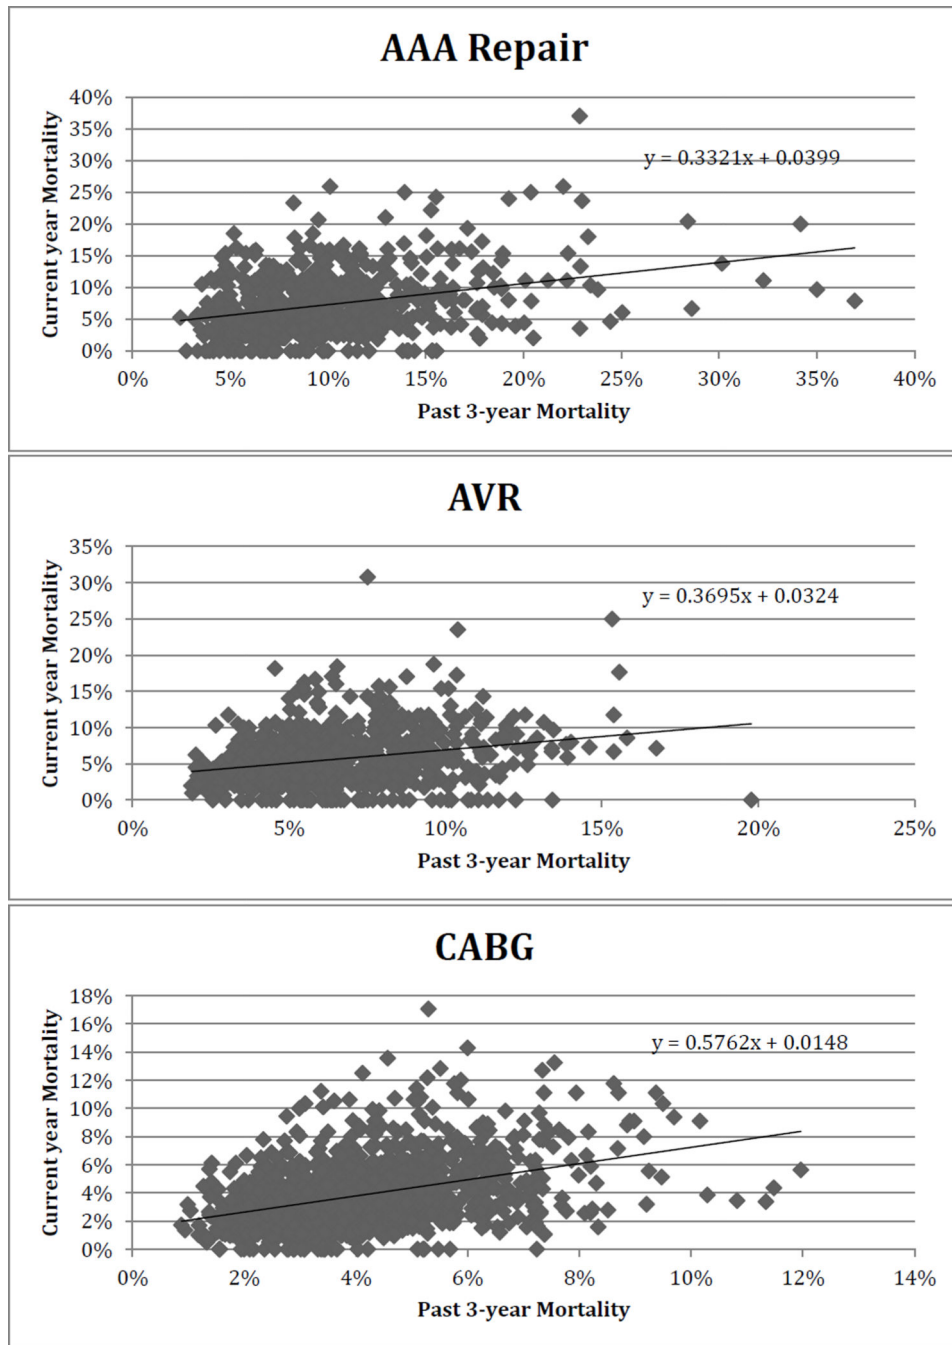 AAA Repair
Current year Mortality
40%
35%
30%
25%
20%
15%
10%
5%
0%
y = 0.3321x + 0.0399
0% 5% 10% 15% 20% 25% 30% 35% 40%
Past 3-year Mortality
AVR
Current year Mortality
35%
30%
25%
20%
15%
10%
5%
0%
y = 0.3695x + 0.0324
0% 5% 10% 15% 20% 25%
Past 3-year Mortality
CABG
Current year Mortality
18%
16%
14%
12%
10%
8%
6%
4%
2%
0%
y = 0.5762x + 0.0148
0% 2% 4% 6% 8% 10% 12% 14%
Past 3-year Mortality